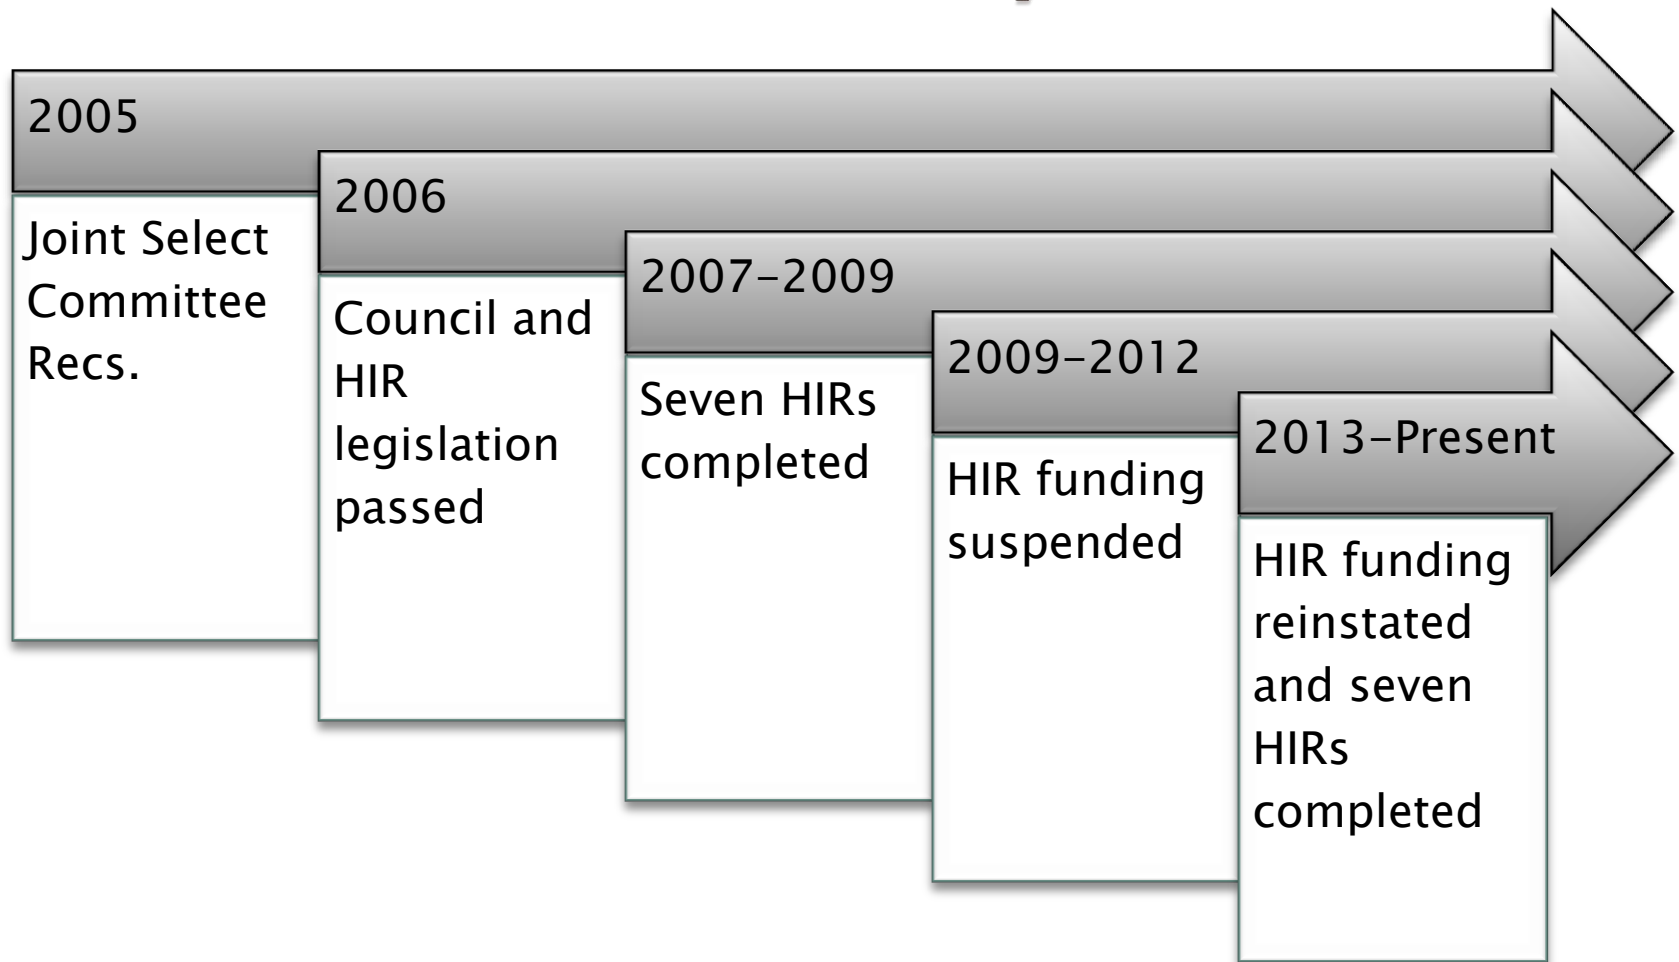 2005
Joint Select
Committee
Recs.
2006
Council and
HIR
legislation
passed
2007–2009
Seven HIRs
completed
2009–2012
HIR funding
suspended
2013–Present
HIR funding
reinstated
and seven
HIRs
completed